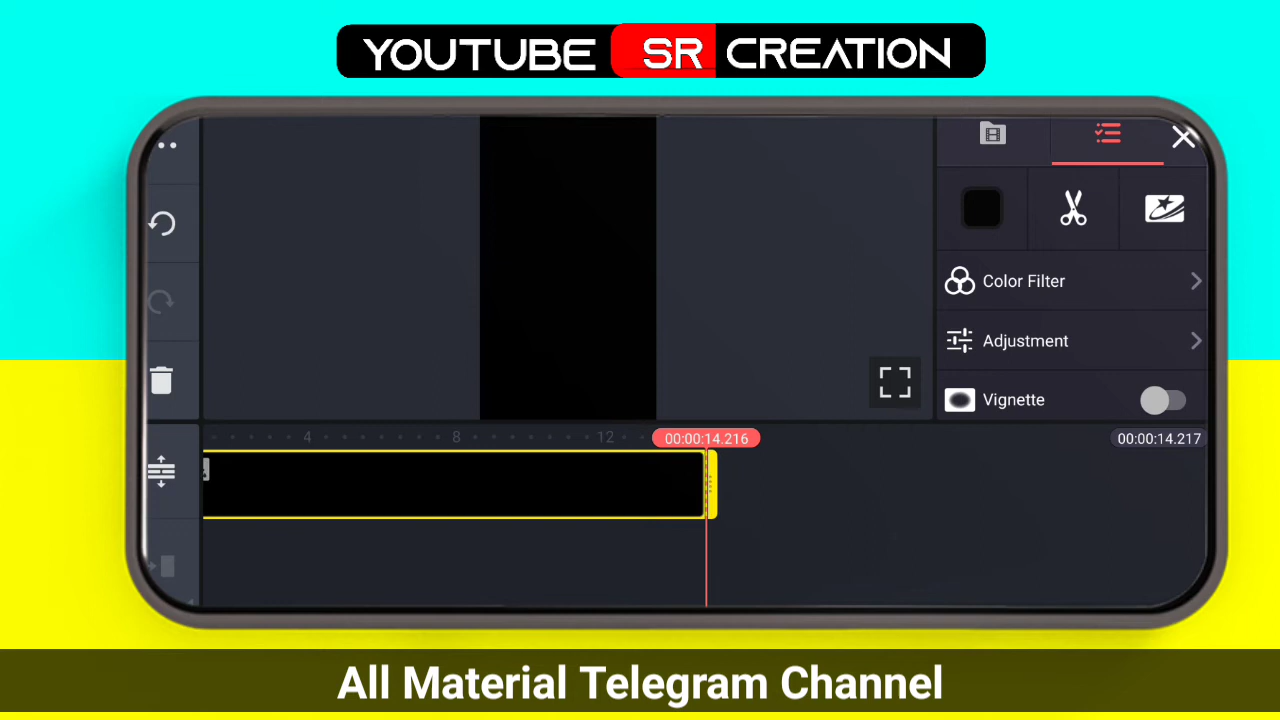 YOUTUBE SR CREATION
Color Filter
Adjustment
Vignette
4 8 12 00:00:14.216 00:00:14.217
All Material Telegram Channel